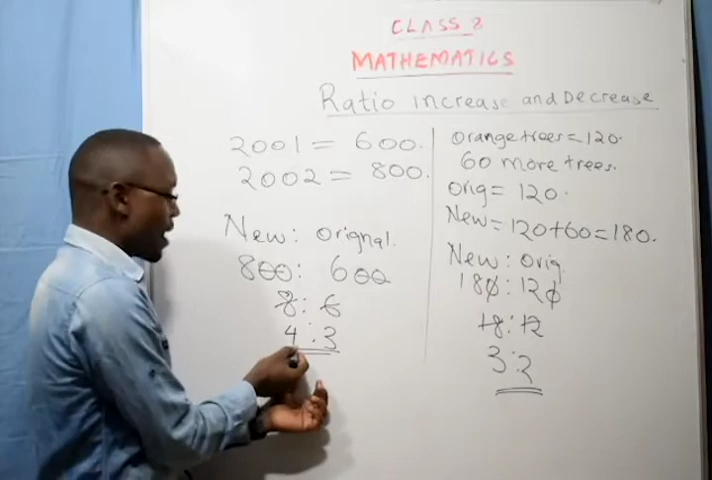 CLASS 8
MATHEMATICS
Ratio increase and Decrease
2001 = 600.
2002 = 800.
New: Orignal.
800: 600
8: 6
4:3
Orange trees = 120.
60 more trees.
Orig = 120.
New = 120+60=180.
New: Orig
180:120
18:12
3:2